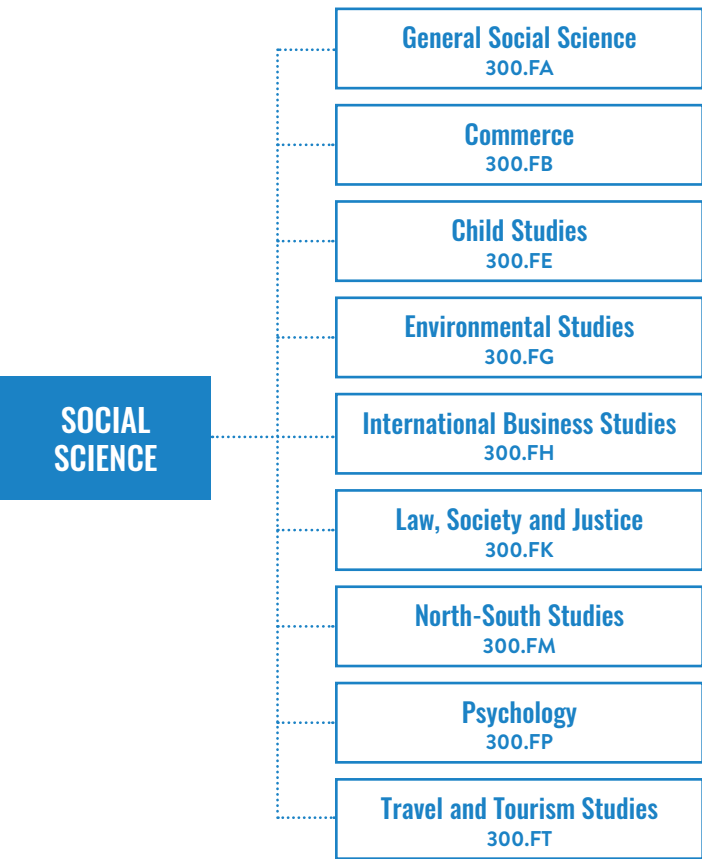 SOCIAL
SCIENCE
General Social Science
300.FA
Commerce
300.FB
Child Studies
300.FE
Environmental Studies
300.FG
International Business Studies
300.FH
Law, Society and Justice
300.FK
North-South Studies
300.FM
Psychology
300.FP
Travel and Tourism Studies
300.FT